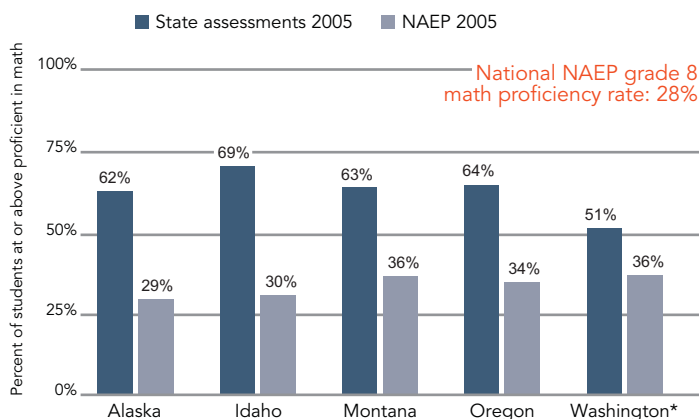 State assessments 2005 NAEP 2005
Percent of students at or above proficient in math
100%
National NAEP grade 8
math proficiency rate: 28%
75%
62% 69% 63% 64%
50%
51%
29% 30% 36% 34% 36%
25%
0%
Alaska Idaho Montana Oregon Washington*